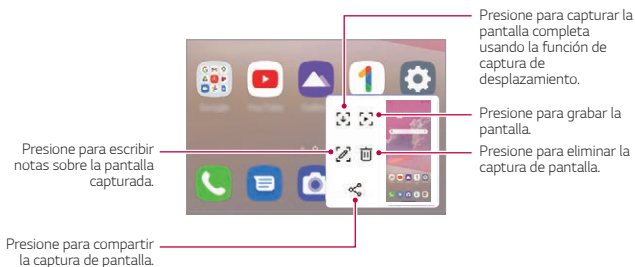 Presione para capturar la
pantalla completa
usando la función de
captura de
desplazamiento.
Presione para grabar la
pantalla.
Presione para escribir
notas sobre la pantalla
capturada.
Presione para eliminar la
captura de pantalla.
Presione para compartir
la captura de pantalla.